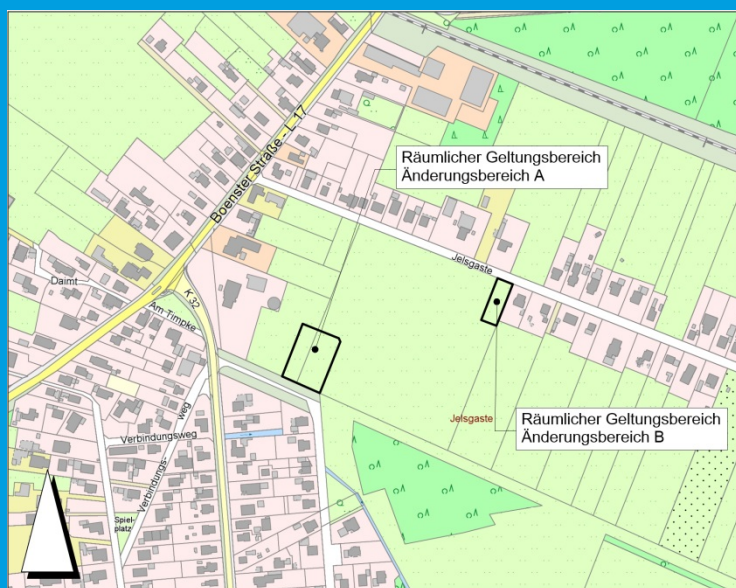 Boenster Straße - L 17
Räumlicher Geltungsbereich
Änderungsbereich A
Jelsgaste
Daimt
Am Timpke
K 32
Jelsgaste
Räumlicher Geltungsbereich
Änderungsbereich B
Verbindungsweg
Verbindungs-
weg
Spiel-
platz